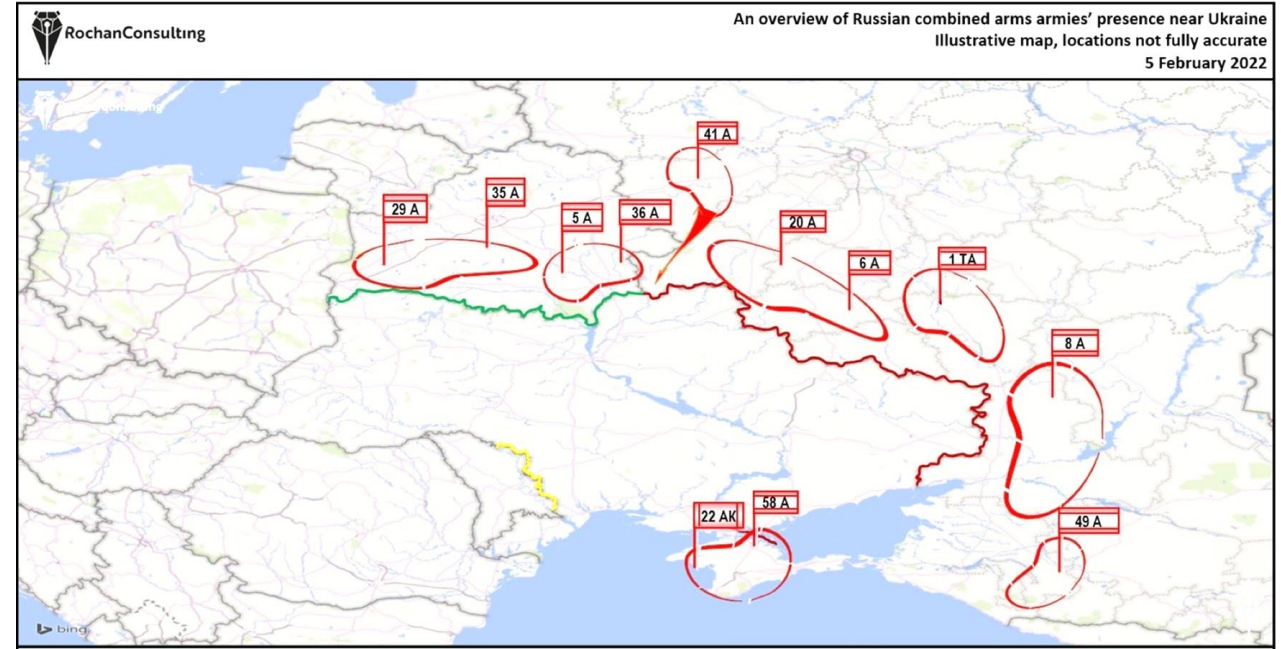 RochanConsulting
An overview of Russian combined arms armies' presence near Ukraine
Illustrative map, locations not fully accurate
5 February 2022
41 A
35 A
29 A
5 A
36 A
20 A
6 A
1 TA
8 A
58 A
22 AK
49 A
bing